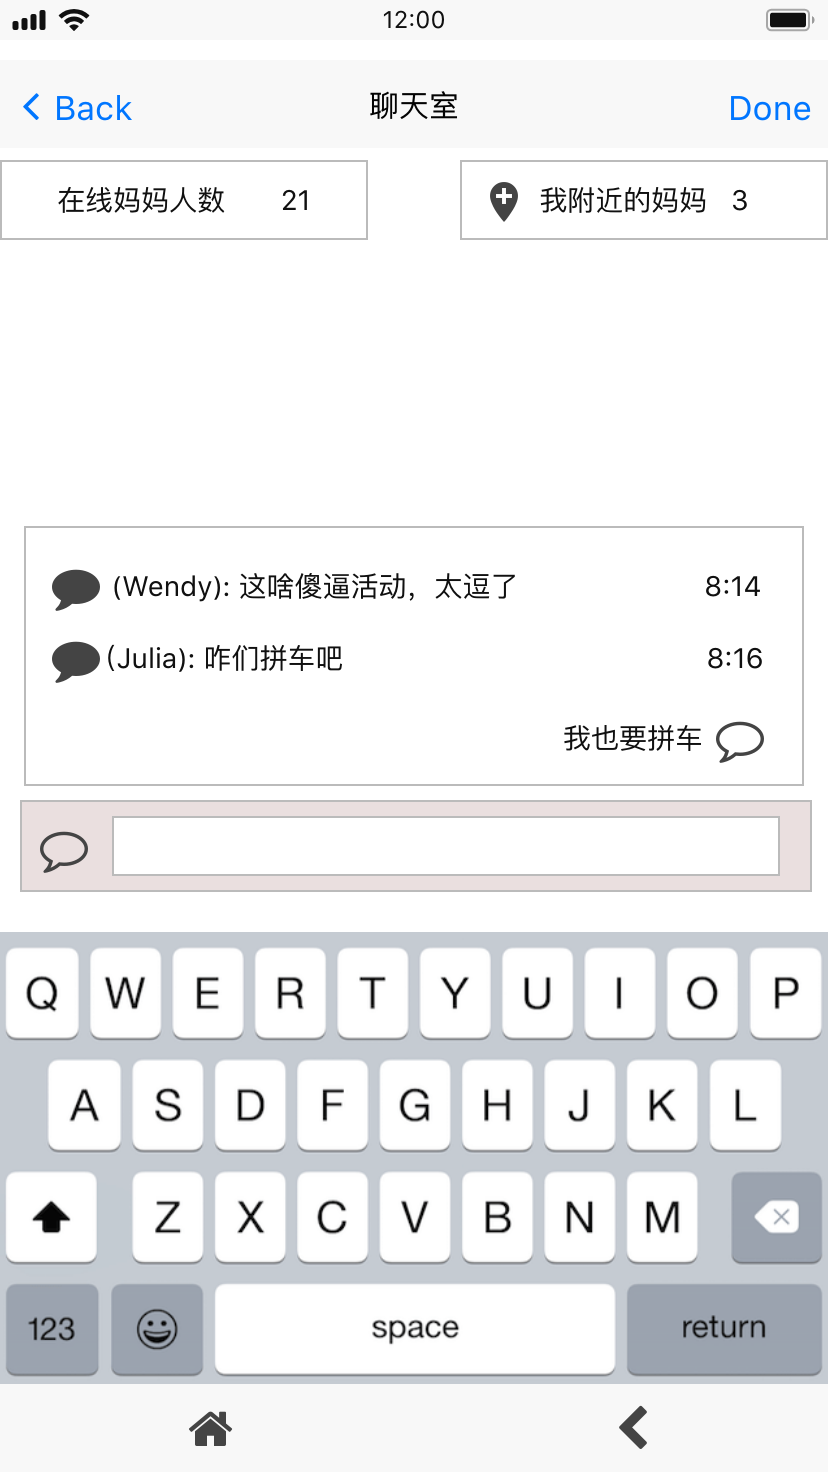 12:00
Back 聊天室 Done
在线妈妈人数 21 我附近的妈妈 3
(Wendy): 这啥傻逼活动，太逗了 8:14
(Julia): 咋们拼车吧 8:16
我也要拼车
Q W E R T Y U I O P
A S D F G H J K L
Z X C V B N M
123 space return